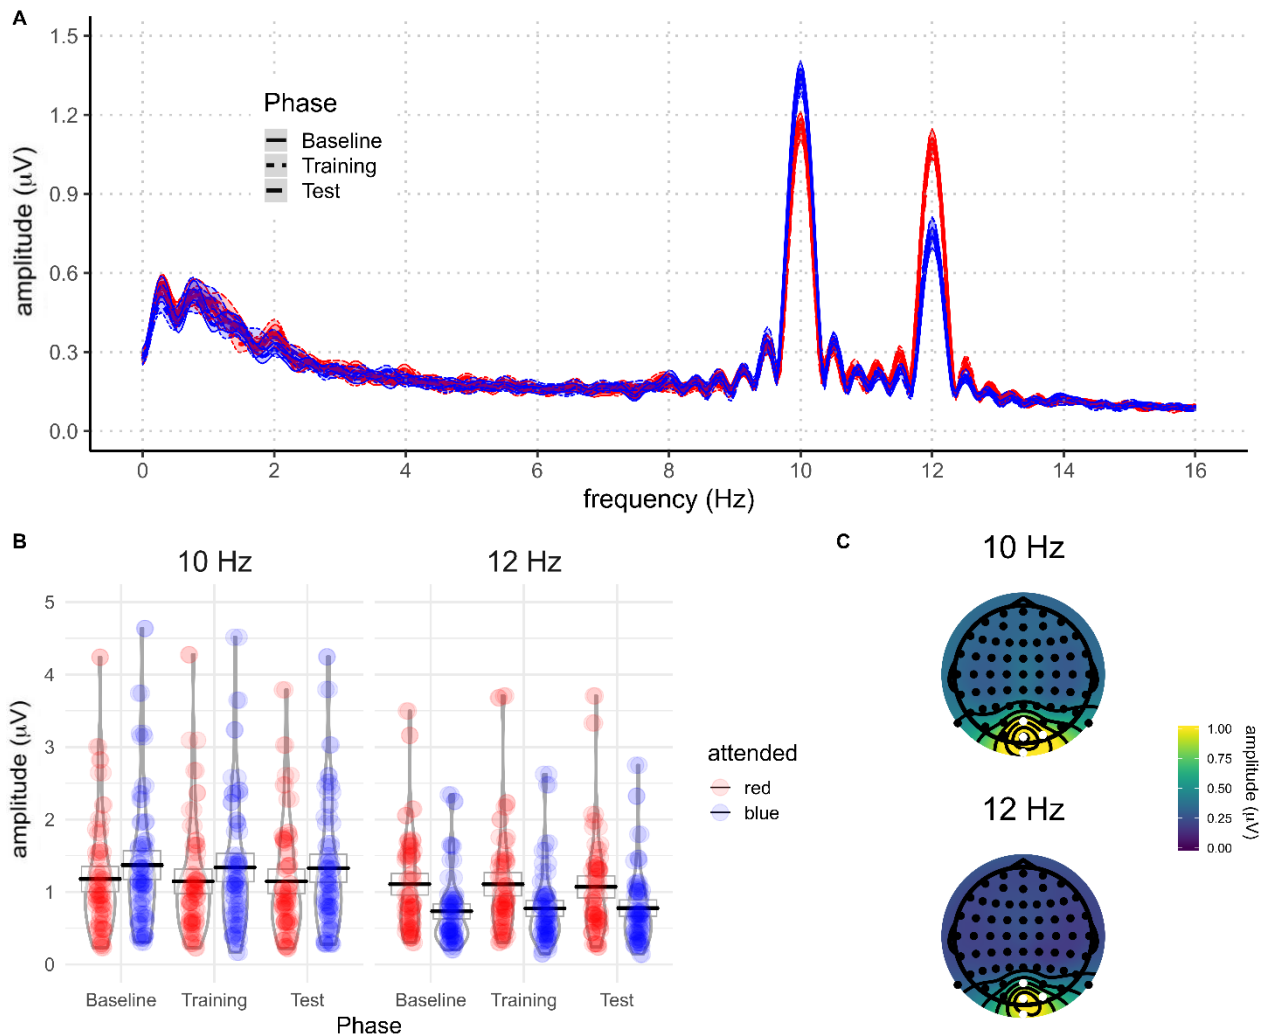 A
1.5
1.2
0.9
0.6
0.3
0.0
amplitude (μV)
Phase
Baseline
Training
Test
0 2 4 6 8 10 12 14 16
frequency (Hz)
B
10 Hz 12 Hz
5
4
3
2
1
0
amplitude (μV)
Baseline Training Test Baseline Training Test
Phase
attended
red
blue
C
10 Hz
12 Hz
1.00
0.75
0.50
0.25
0.00
amplitude (μV)